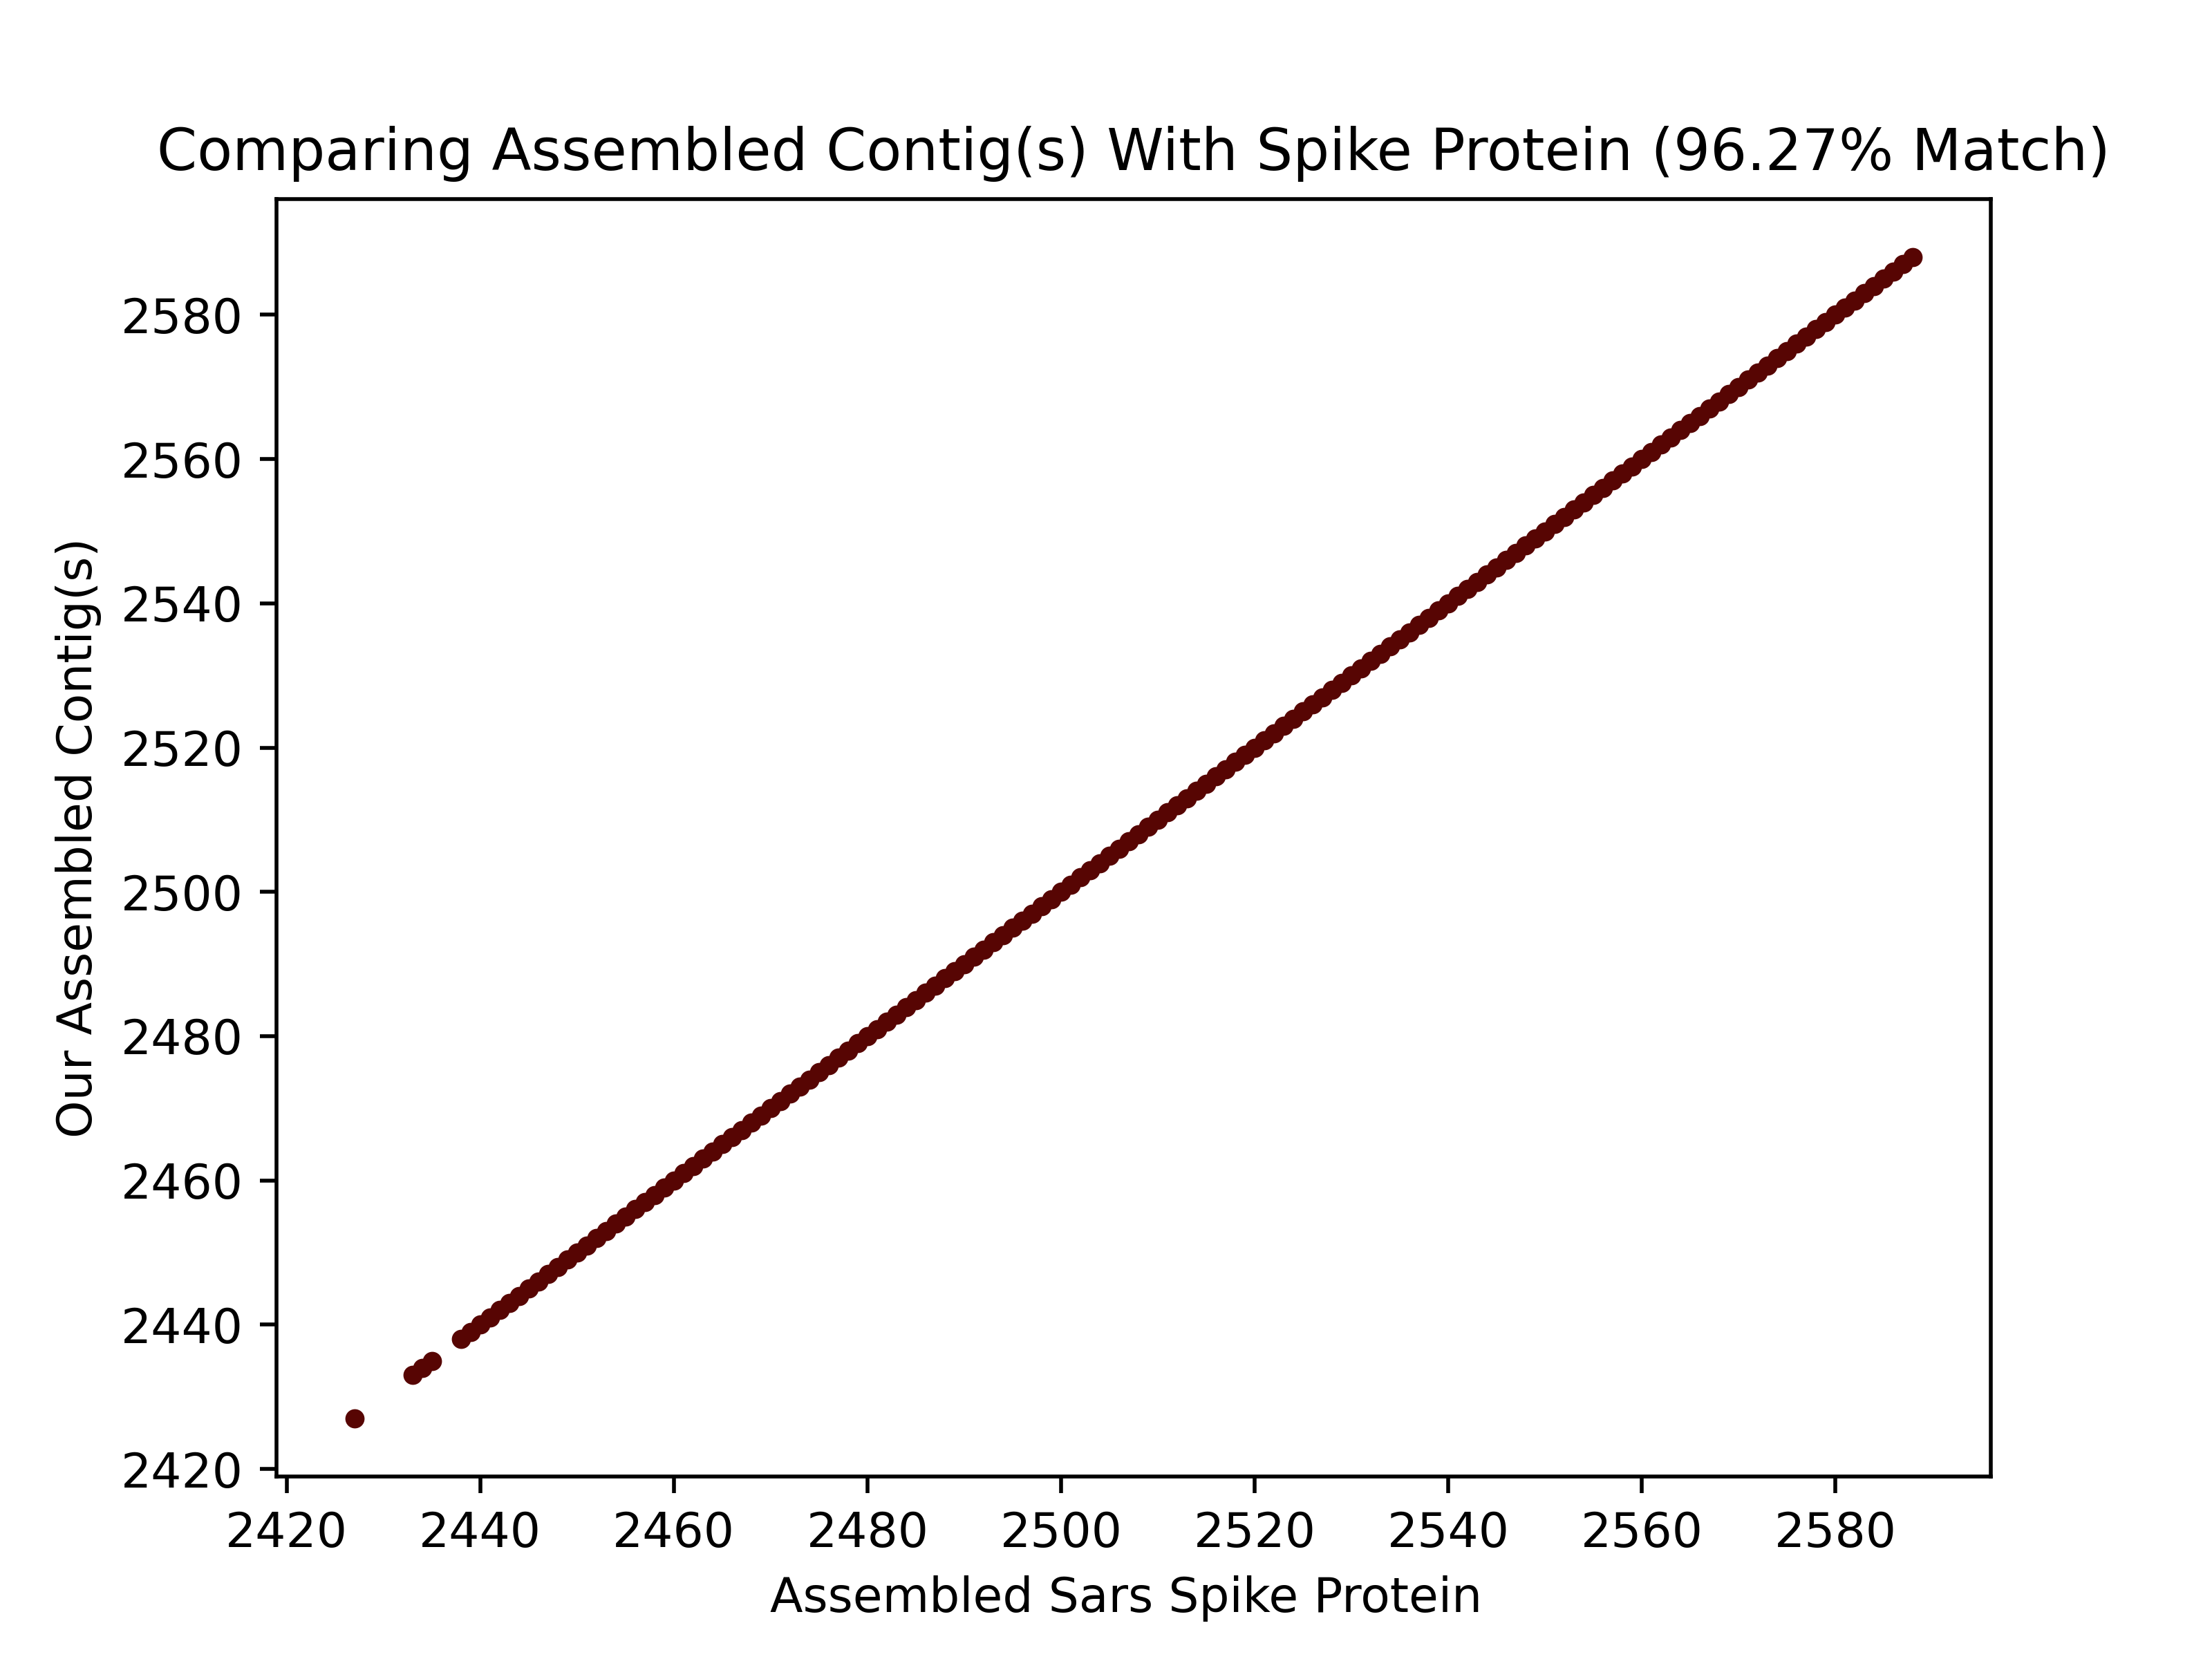 Comparing Assembled Contig(s) With Spike Protein (96.27% Match)
Our Assembled Contig(s)
2580
2560
2540
2520
2500
2480
2460
2440
2420
2420 2440 2460 2480 2500 2520 2540 2560 2580
Assembled Sars Spike Protein